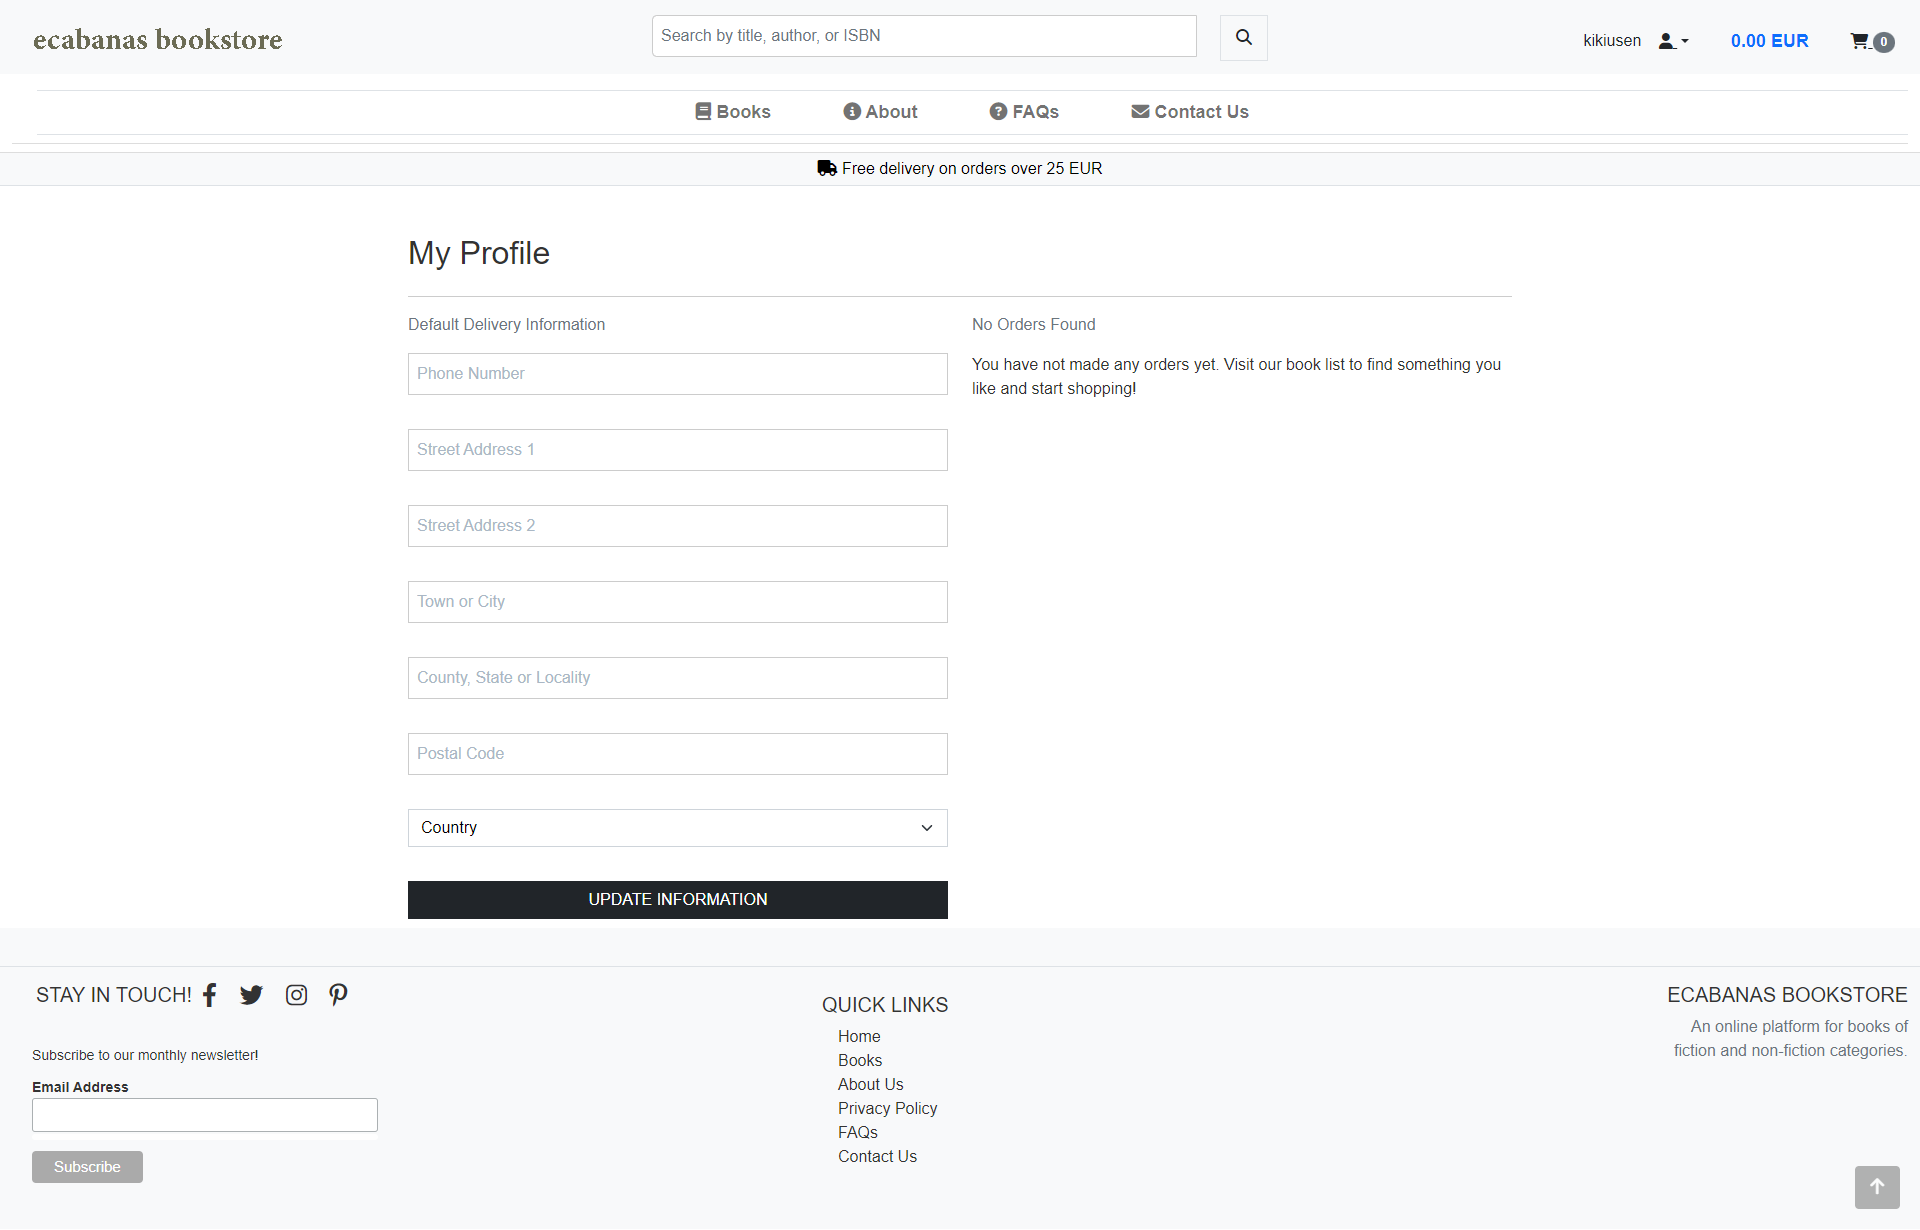 ecabanas bookstore
Search by title, author, or ISBN
kikiusen
0.00 EUR
0
Books
About
FAQs
Contact Us
Free delivery on orders over 25 EUR
My Profile
Default Delivery Information
Phone Number
Street Address 1
Street Address 2
Town or City
County, State or Locality
Postal Code
Country
UPDATE INFORMATION
No Orders Found
You have not made any orders yet. Visit our book list to find something you
like and start shopping!
STAY IN TOUCH!
Subscribe to our monthly newsletter!
Email Address
Subscribe
QUICK LINKS
Home
Books
About Us
Privacy Policy
FAQs
Contact Us
ECABANAS BOOKSTORE
An online platform for books of
fiction and non-fiction categories.